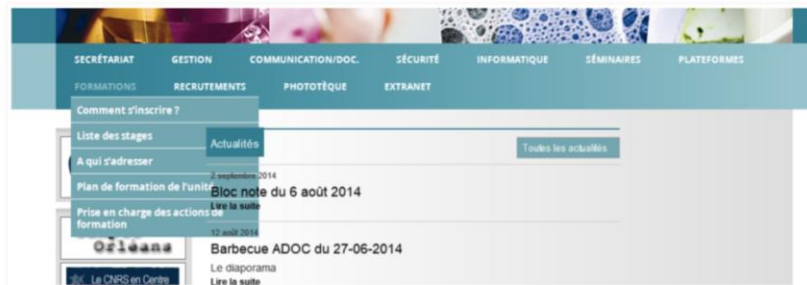 SECRÉTARIAT GESTION COMMUNICATION/DOC. SÉCURITÉ INFORMATIQUE SÉMINAIRES PLATEFORMES
FORMATIONS RECRUTEMENTS PHOTOTÈQUE EXTRANET
Comment s'inscrire ?
Liste des stages
A qui s'adresser
Plan de formation de l'unité
Prise en charge des actions de
formation
Actualités
Toutes les actualités
2 septembre 2014
Bloc note du 6 août 2014
Lire la suite
12 août 2014
Barbecue ADOC du 27-06-2014
Le diaporama
Lire la suite
Orléans
Le CNRS en Centre